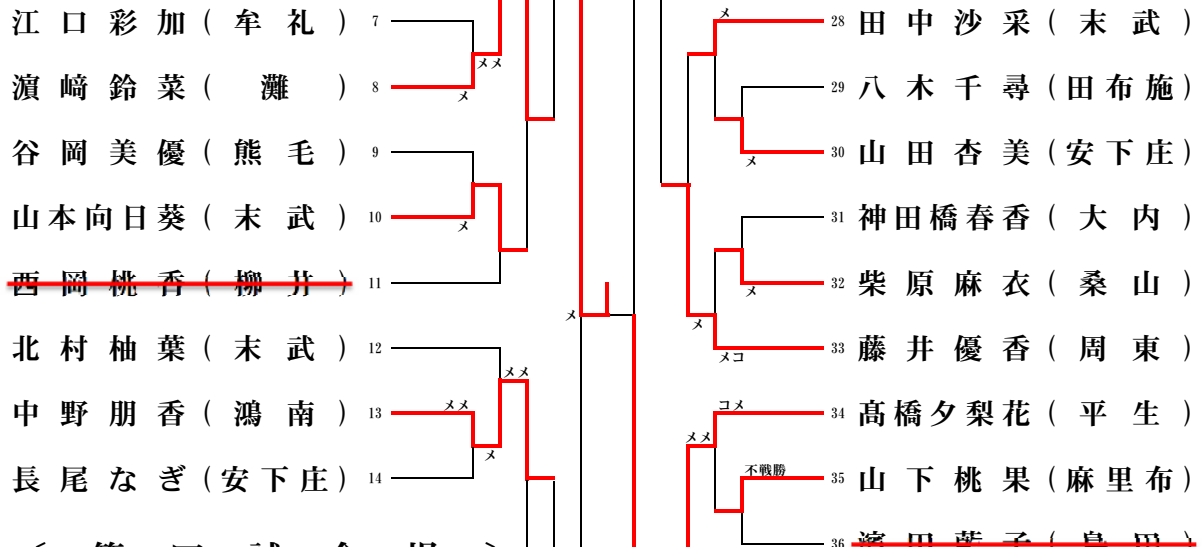 江口彩加(牟礼) 7
メメ
濵﨑鈴菜(灘) 8
メ
谷岡美優(熊毛) 9
山本向日葵(末武) 10
メ
西岡桃香(柳井) 11
メ
北村柚葉(末武) 12
メメ
中野朋香(鴻南) 13
メメ
メ
長尾なぎ(安下庄) 14
メ
28 田中沙采(末武)
29 八木千尋(田布施)
30 山田杏美(安下庄)
メ
31 神田橋春香(大内)
32 柴原麻衣(桑山)
メ
メ
33 藤井優香(周東)
メコ
コメ
34 髙橋夕梨花(平生)
メメ
不戦勝
35 山下桃果(麻里布)
36